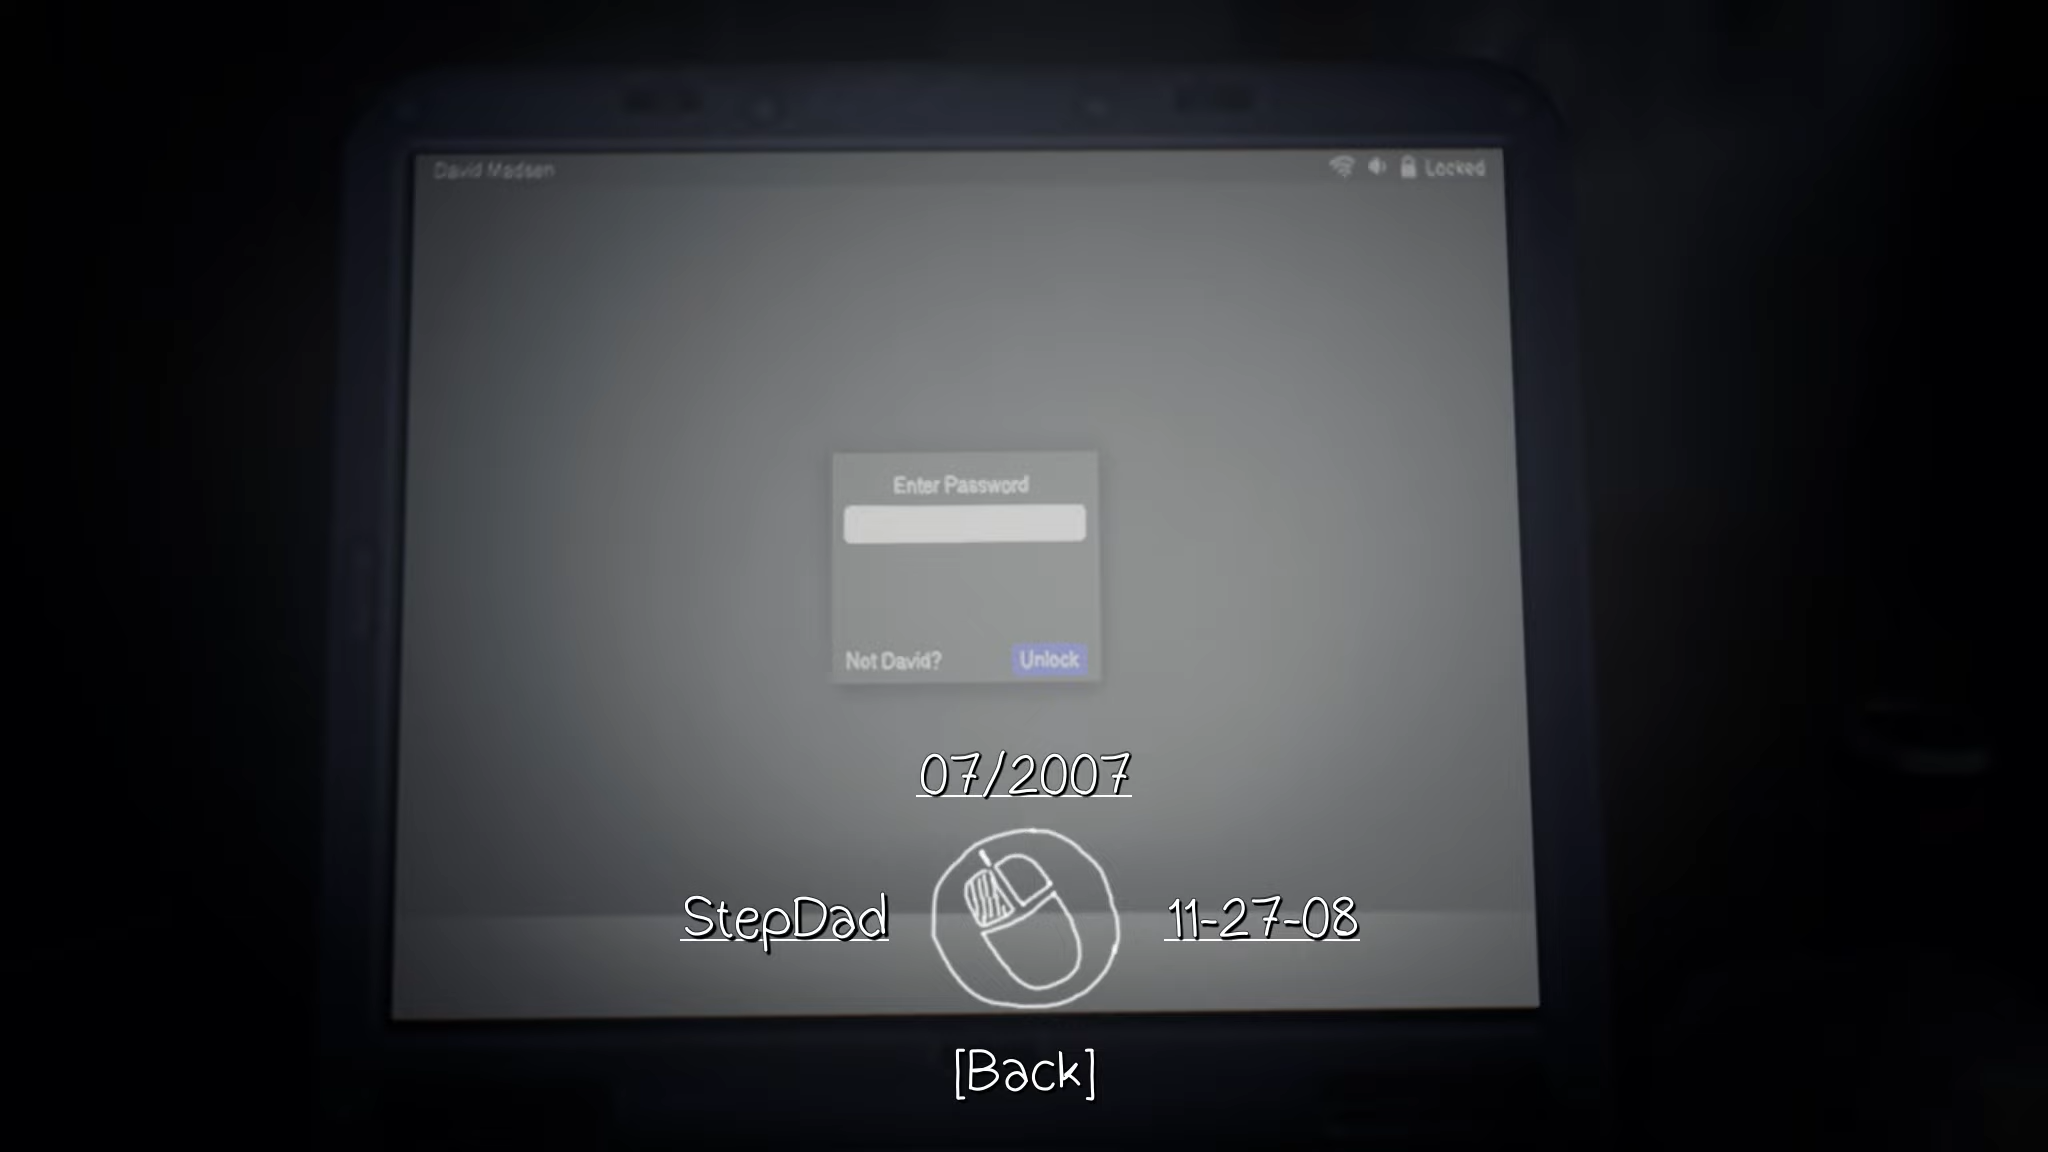 David Madsen
Locked
Enter Password
Not David?
Unlock
07/2007
StepDad
11-27-08
[Back]